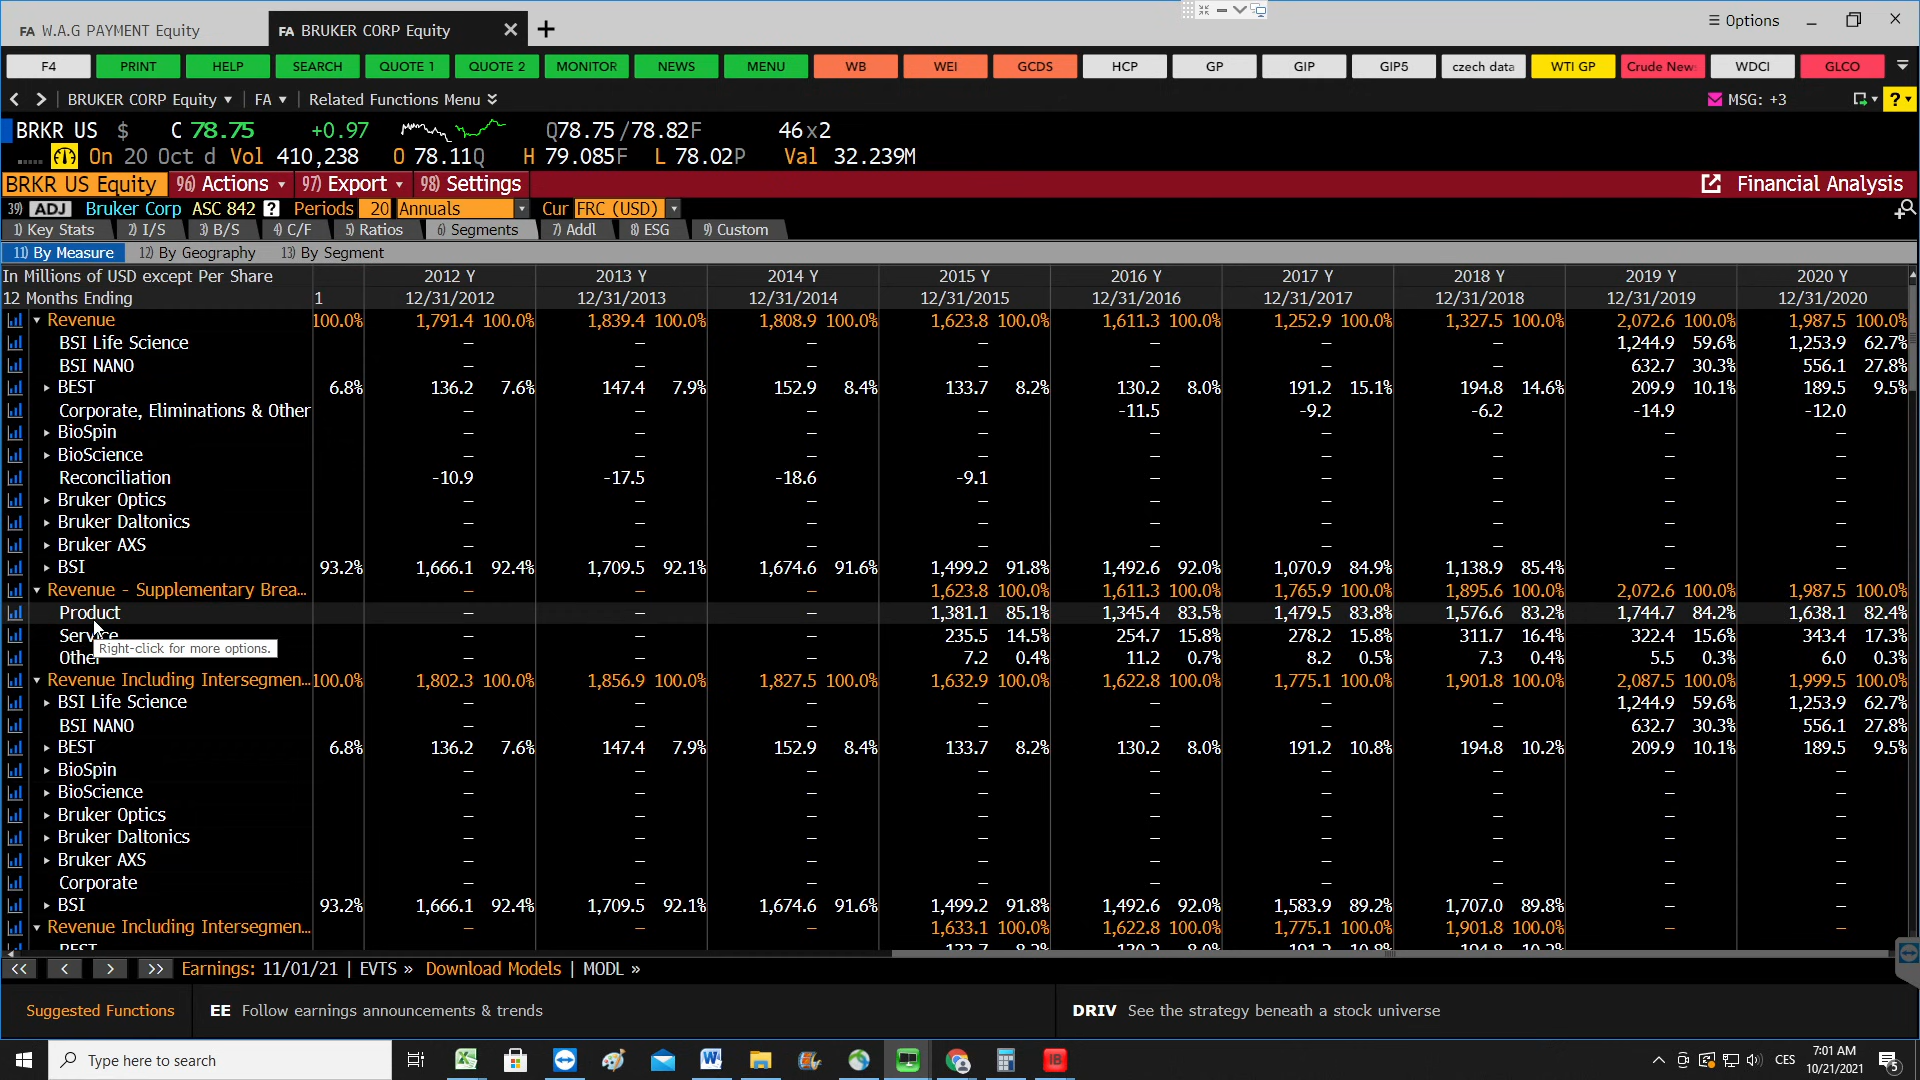 FA W.A.G PAYMENT Equity FA BRUKER CORP Equity × + ≡ Options
F4 PRINT HELP SEARCH QUOTE 1 QUOTE 2 MONITOR NEWS MENU WB WEI GCDS HCP GP GIP GIP5 czech data WTI GP Crude News WDCI GLCO
BRUKER CORP Equity FA Related Functions Menu MSG: +3 ?
BRKR US $ C 78.75 +0.97 Q78.75/78.82F 46x2
On 20 Oct d Vol 410,238 O 78.11Q H 79.085F L 78.02P Val 32.239M
BRKR US Equity 96) Actions 97) Export 98) Settings Financial Analysis
39) ADJ Bruker Corp ASC 842 ? Periods 20 Annuals Cur FRC (USD)
1) Key Stats 2) I/S 3) B/S 4) C/F 5) Ratios 6) Segments 7) Addl 8) ESG 9) Custom
11) By Measure 12) By Geography 13) By Segment
In Millions of USD except Per Share 2012 Y 2013 Y 2014 Y 2015 Y 2016 Y 2017 Y 2018 Y 2019 Y 2020 Y
12 Months Ending 1 12/31/2012 12/31/2013 12/31/2014 12/31/2015 12/31/2016 12/31/2017 12/31/2018 12/31/2019 12/31/2020
Revenue 100.0% 1,791.4 100.0% 1,839.4 100.0% 1,808.9 100.0% 1,623.8 100.0% 1,611.3 100.0% 1,252.9 100.0% 1,327.5 100.0% 2,072.6 100.0% 1,987.5 100.0%
BSI Life Science – – – – – – – 1,244.9 59.6% 1,253.9 62.7%
BSI NANO – – – – – – – 632.7 30.3% 556.1 27.8%
BEST 6.8% 136.2 7.6% 147.4 7.9% 152.9 8.4% 133.7 8.2% 130.2 8.0% 191.2 15.1% 194.8 14.6% 209.9 10.1% 189.5 9.5%
Corporate, Eliminations & Other – – – – -11.5 -9.2 -6.2 -14.9 -12.0
BioSpin – – – – – – – – –
BioScience – – – – – – – – –
Reconciliation -10.9 -17.5 -18.6 -9.1 – – – – –
Bruker Optics – – – – – – – – –
Bruker Daltonics – – – – – – – – –
Bruker AXS – – – – – – – – –
BSI 93.2% 1,666.1 92.4% 1,709.5 92.1% 1,674.6 91.6% 1,499.2 91.8% 1,492.6 92.0% 1,070.9 84.9% 1,138.9 85.4% – –
Revenue - Supplementary Brea... – – – 1,623.8 100.0% 1,611.3 100.0% 1,765.9 100.0% 1,895.6 100.0% 2,072.6 100.0% 1,987.5 100.0%
Product – – – 1,381.1 85.1% 1,345.4 83.5% 1,479.5 83.8% 1,576.6 83.2% 1,744.7 84.2% 1,638.1 82.4%
Service – – – 235.5 14.5% 254.7 15.8% 278.2 15.8% 311.7 16.4% 322.4 15.6% 343.4 17.3%
Right-click for more options.
Other – – – 7.2 0.4% 11.2 0.7% 8.2 0.5% 7.3 0.4% 5.5 0.3% 6.0 0.3%
Revenue Including Intersegmen... 100.0% 1,802.3 100.0% 1,856.9 100.0% 1,827.5 100.0% 1,632.9 100.0% 1,622.8 100.0% 1,775.1 100.0% 1,901.8 100.0% 2,087.5 100.0% 1,999.5 100.0%
BSI Life Science – – – – – – – 1,244.9 59.6% 1,253.9 62.7%
BSI NANO – – – – – – – 632.7 30.3% 556.1 27.8%
BEST 6.8% 136.2 7.6% 147.4 7.9% 152.9 8.4% 133.7 8.2% 130.2 8.0% 191.2 10.8% 194.8 10.2% 209.9 10.1% 189.5 9.5%
BioSpin – – – – – – – – –
BioScience – – – – – – – – –
Bruker Optics – – – – – – – – –
Bruker Daltonics – – – – – – – – –
Bruker AXS – – – – – – – – –
Corporate – – – – – – – – –
BSI 93.2% 1,666.1 92.4% 1,709.5 92.1% 1,674.6 91.6% 1,499.2 91.8% 1,492.6 92.0% 1,583.9 89.2% 1,707.0 89.8% – –
Revenue Including Intersegmen... – – – 1,633.1 100.0% 1,622.8 100.0% 1,775.1 100.0% 1,901.8 100.0% – –
BEST 133.7 8.2% 130.2 8.0% 191.2 10.8% 194.8 10.2%
<< < > >> Earnings: 11/01/21 | EVTS » Download Models | MODL »
Suggested Functions EE Follow earnings announcements & trends DRIV See the strategy beneath a stock universe
Type here to search IB CES 7:01 AM
10/21/2021 5